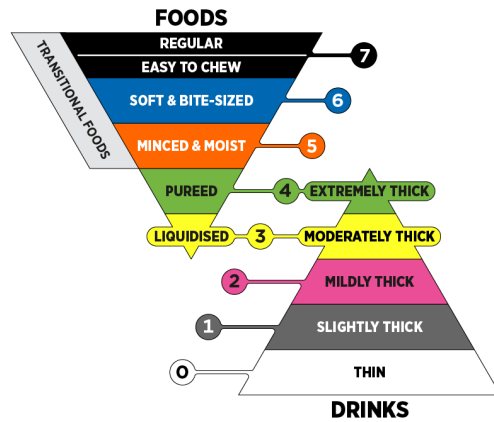 FOODS
REGULAR
EASY TO CHEW
7
TRANSITIONAL FOODS
SOFT & BITE-SIZED
6
MINCED & MOIST
5
PUREED
4
EXTREMELY THICK
LIQUIDISED
3
MODERATELY THICK
2
MILDLY THICK
1
SLIGHTLY THICK
0
THIN
DRINKS